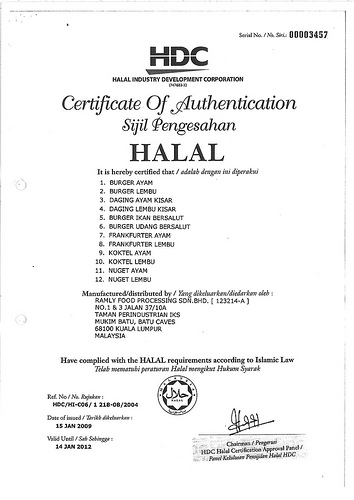 Serial No. / No. Siri.: 00003457
HDC
HALAL INDUSTRY DEVELOPMENT CORPORATION
(747683-X)
Certificate Of Authentication
Sijil Pengesahan
HALAL
It is hereby certified that / adalah dengan ini diperakui
1. BURGER AYAM
2. BURGER LEMBU
3. DAGING AYAM KISAR
4. DAGING LEMBU KISAR
5. BURGER IKAN BERSALUT
6. BURGER UDANG BERSALUT
7. FRANKFURTER AYAM
8. FRANKFURTER LEMBU
9. KOKTEL AYAM
10. KOKTEL LEMBU
11. NUGET AYAM
12. NUGET LEMBU
Manufactured/distributed by / Yang dikeluarkan/diedarkan oleh :
RAMLY FOOD PROCESSING SDN.BHD. [ 123214-A ]
NO.1 & 3 JALAN 37/10A
TAMAN PERINDUSTRIAN IKS
MUKIM BATU, BATU CAVES
68100 KUALA LUMPUR
MALAYSIA
Have complied with the HALAL requirements according to Islamic Law
Telah mematuhi peraturan Halal mengikut Hukum Syarak
Ref. No / No. Rujukan :
HDC/HI-C06/ 1 218-08/2004
Date of issued / Tarikh dikeluarkan :
15 JAN 2009
Valid Until / Sah Sehingga :
14 JAN 2012
حلال
HALAL
Chairman / Pengerusi
HDC Halal Certification Approval Panel /
Panel Kelulusan Pensijilan Halal HDC